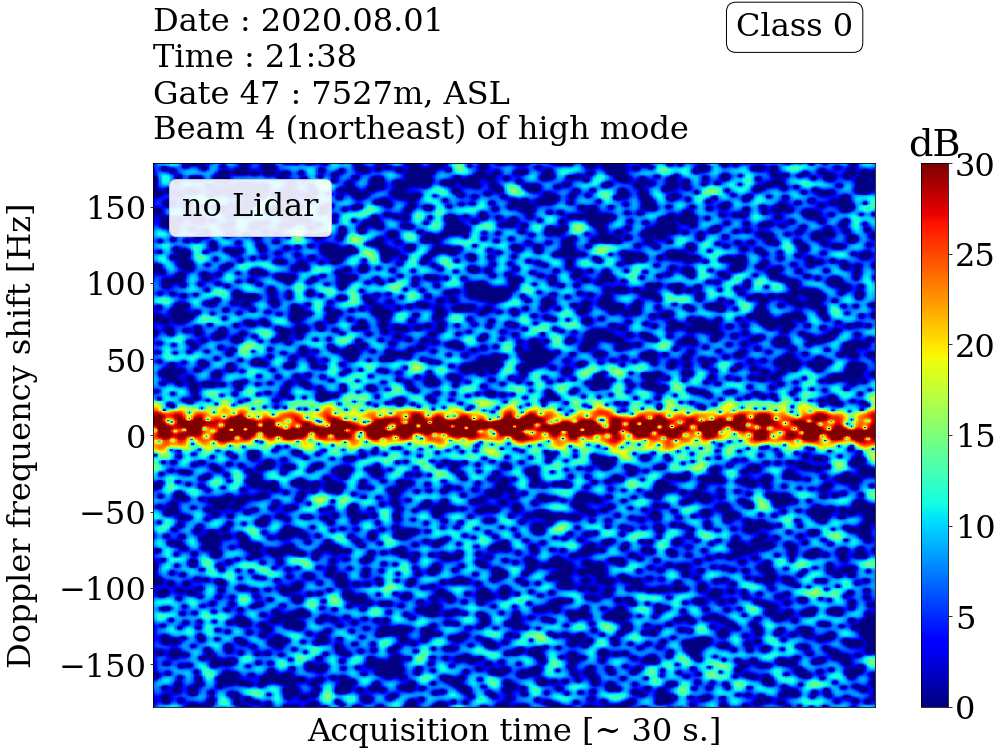 Date : 2020.08.01
Time : 21:38
Gate 47 : 7527m, ASL
Beam 4 (northeast) of high mode
Class 0
dB
no Lidar
Doppler frequency shift [Hz]
150
100
50
0
−50
−100
−150
30
25
20
15
10
5
0
Acquisition time [~ 30 s.]